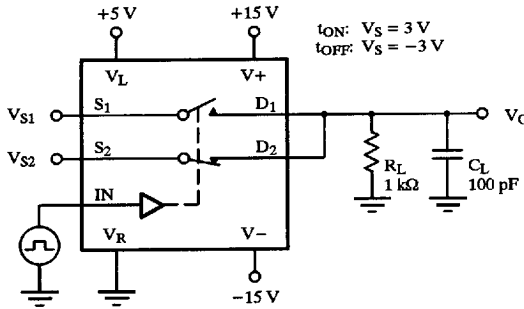 +5 V
+15 V
tON: VS = 3 V
tOFF: VS = −3 V
VL
V+
VS1
S1
D1
VO
VS2
S2
D2
IN
RL
1 kΩ
CL
100 pF
VR
V−
−15 V